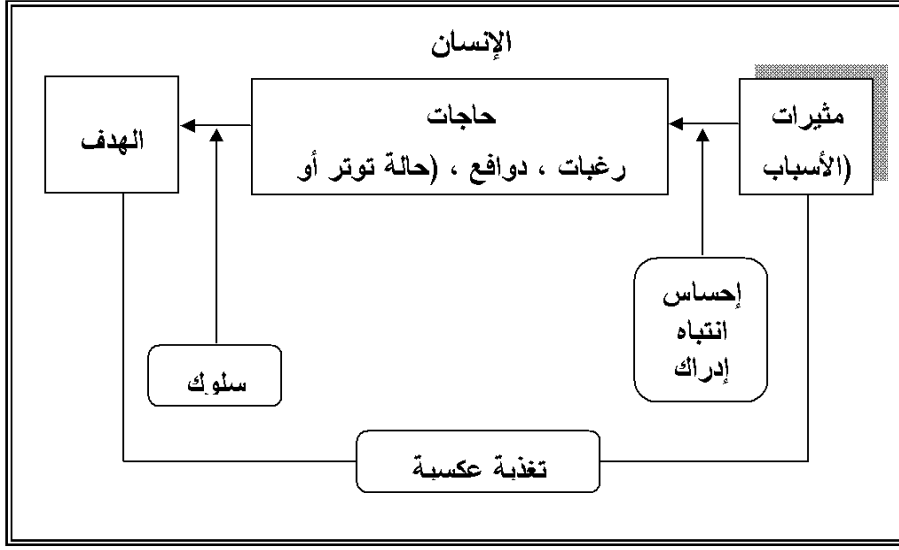 الإنسان
مثيرات
(الأسباب
حاجات
رغبات ، دوافع ، (حالة توتر أو
الهدف
إحساس
انتباه
إدراك
سلوك
تغذية عكسية